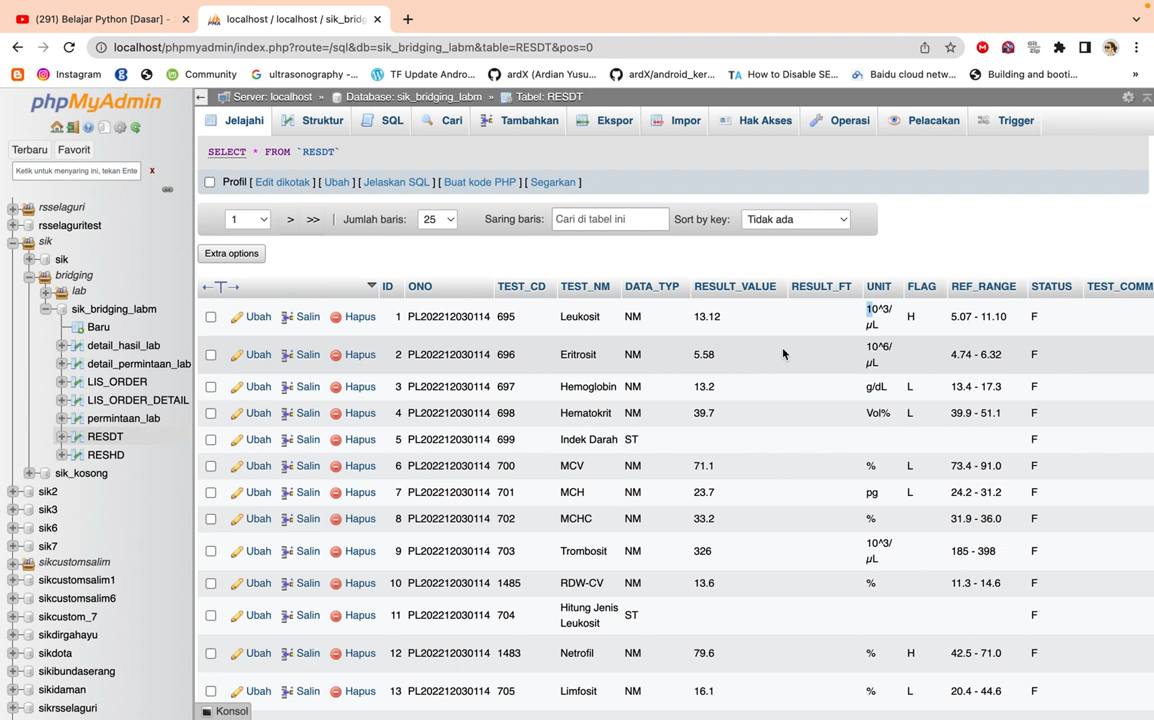 (291) Belajar Python [Dasar] -
localhost / localhost / sik_bridg
localhost/phpmyadmin/index.php?route=/sql&db=sik_bridging_labm&table=RESDT&pos=0
Instagram Community ultrasonography -... TF Update Andro... ardX (Ardian Yusu... ardX/android_ker... How to Disable SE... Baidu cloud netw... Building and booti... »
phpMyAdmin
Terbaru Favorit
Ketik untuk menyaring ini, tekan Ente X
rsselaguri
rsselaguritest
sik
sik
bridging
lab
sik_bridging_labm
Baru
detail_hasil_lab
detail_permintaan_lab
LIS_ORDER
LIS_ORDER_DETAIL
permintaan_lab
RESDT
RESHD
sik_kosong
sik2
sik3
sik6
sik7
sikcustomsalim
sikcustomsalim1
sikcustomsalim6
sikcustom_7
sikdirgahayu
sikdota
sikibundaserang
sikidaman
sikrsselaguri
Server: localhost » Database: sik_bridging_labm » Tabel: RESDT
Jelajahi Struktur SQL Cari Tambahkan Ekspor Impor Hak Akses Operasi Pelacakan Trigger
SELECT * FROM `RESDT`
Profil [ Edit dikotak ] [ Ubah ] [ Jelaskan SQL ] [ Buat kode PHP ] [ Segarkan ]
1 > >> | Jumlah baris: 25 Saring baris: Cari di tabel ini Sort by key: Tidak ada
Extra options
←T→ ID ONO TEST_CD TEST_NM DATA_TYP RESULT_VALUE RESULT_FT UNIT FLAG REF_RANGE STATUS TEST_COMM
Ubah Salin Hapus 1 PL202212030114 695 Leukosit NM 13.12 10^3/ H 5.07 - 11.10 F
µL
Ubah Salin Hapus 2 PL202212030114 696 Eritrosit NM 5.58 10^6/ 4.74 - 6.32 F
µL
Ubah Salin Hapus 3 PL202212030114 697 Hemoglobin NM 13.2 g/dL L 13.4 - 17.3 F
Ubah Salin Hapus 4 PL202212030114 698 Hematokrit NM 39.7 Vol% L 39.9 - 51.1 F
Ubah Salin Hapus 5 PL202212030114 699 Indek Darah ST F
Ubah Salin Hapus 6 PL202212030114 700 MCV NM 71.1 % L 73.4 - 91.0 F
Ubah Salin Hapus 7 PL202212030114 701 MCH NM 23.7 pg L 24.2 - 31.2 F
Ubah Salin Hapus 8 PL202212030114 702 MCHC NM 33.2 % 31.9 - 36.0 F
Ubah Salin Hapus 9 PL202212030114 703 Trombosit NM 326 10^3/ 185 - 398 F
µL
Ubah Salin Hapus 10 PL202212030114 1485 RDW-CV NM 13.6 % 11.3 - 14.6 F
Ubah Salin Hapus 11 PL202212030114 704 Hitung Jenis ST F
Leukosit
Ubah Salin Hapus 12 PL202212030114 1483 Netrofil NM 79.6 % H 42.5 - 71.0 F
Ubah Salin Hapus 13 PL202212030114 705 Limfosit NM 16.1 % L 20.4 - 44.6 F
Konsol